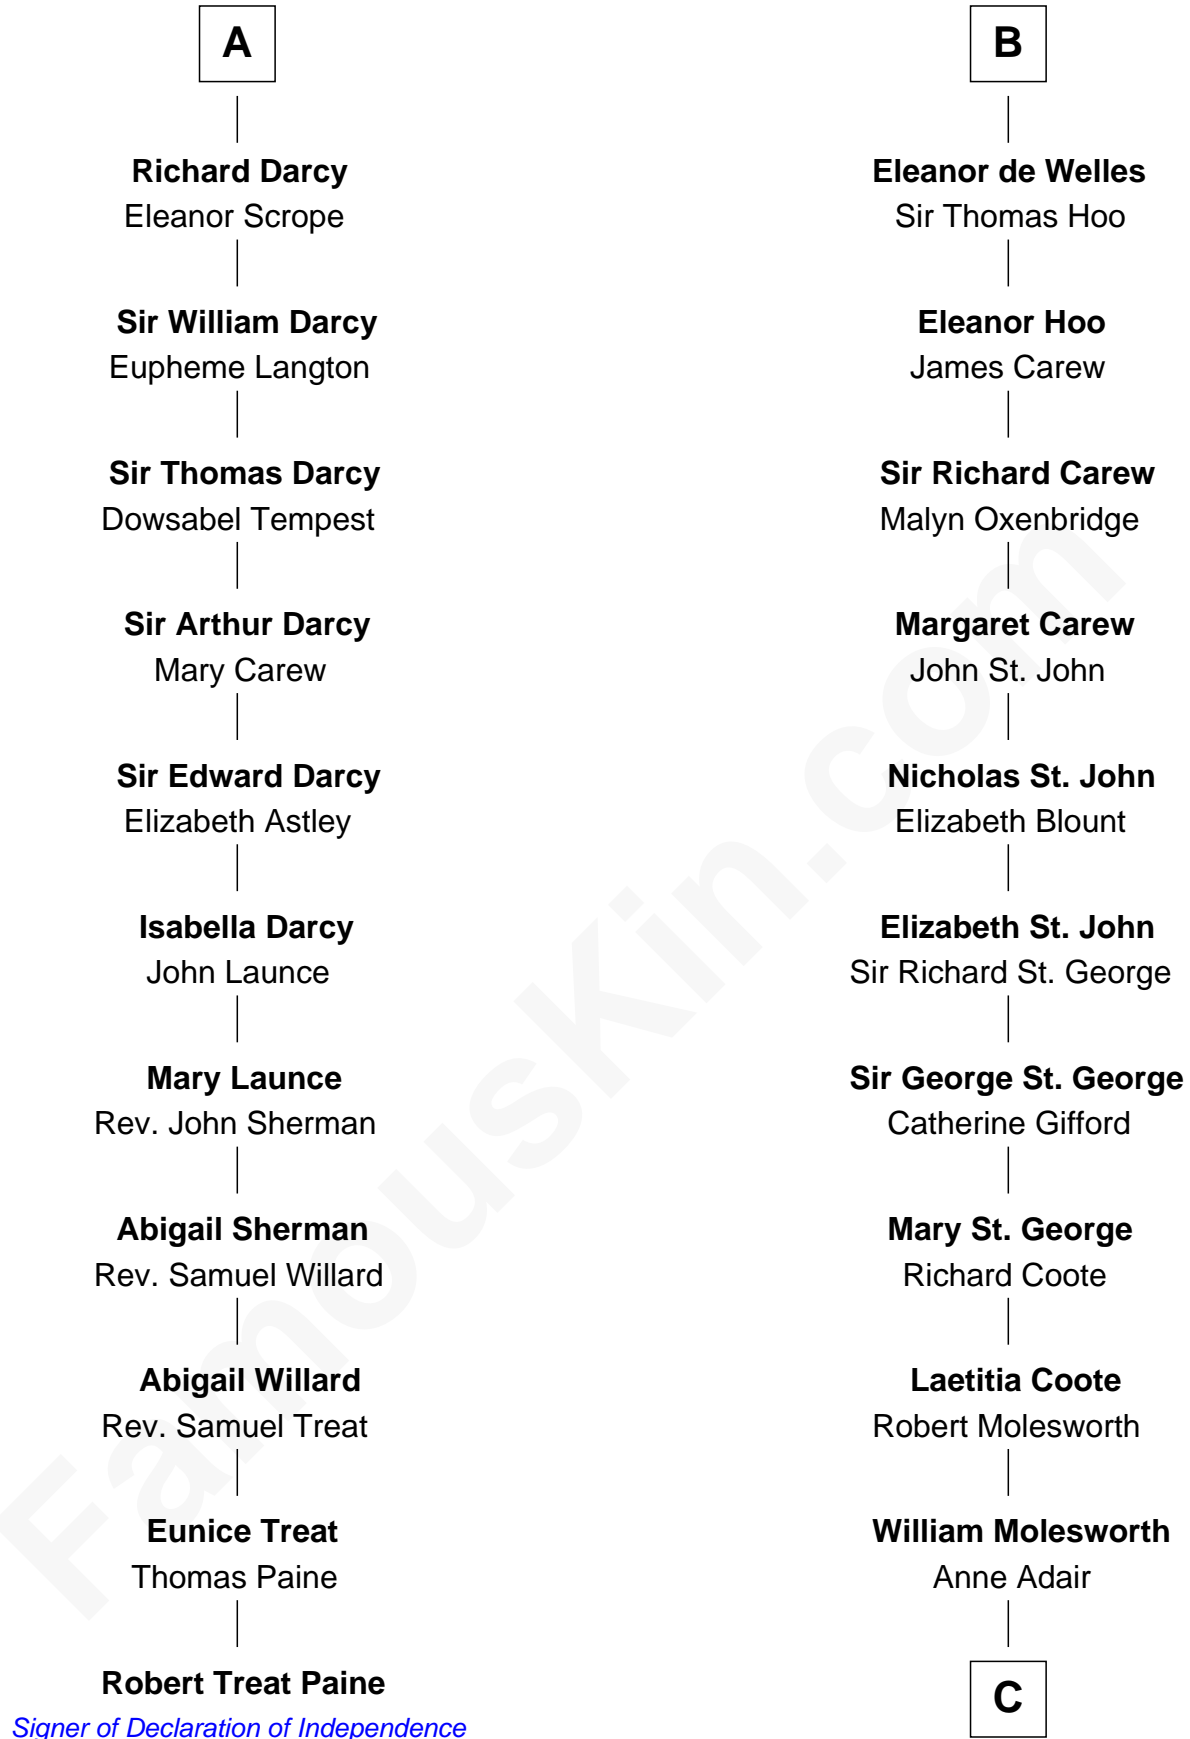 A
Richard Darcy
Eleanor Scrope
Sir William Darcy
Eupheme Langton
Sir Thomas Darcy
Dowsabel Tempest
Sir Arthur Darcy
Mary Carew
Sir Edward Darcy
Elizabeth Astley
Isabella Darcy
John Launce
Mary Launce
Rev. John Sherman
Abigail Sherman
Rev. Samuel Willard
Abigail Willard
Rev. Samuel Treat
Eunice Treat
Thomas Paine
Robert Treat Paine
Signer of Declaration of Independence
B
Eleanor de Welles
Sir Thomas Hoo
Eleanor Hoo
James Carew
Sir Richard Carew
Malyn Oxenbridge
Margaret Carew
John St. John
Nicholas St. John
Elizabeth Blount
Elizabeth St. John
Sir Richard St. George
Sir George St. George
Catherine Gifford
Mary St. George
Richard Coote
Laetitia Coote
Robert Molesworth
William Molesworth
Anne Adair
C
FamousKin.com